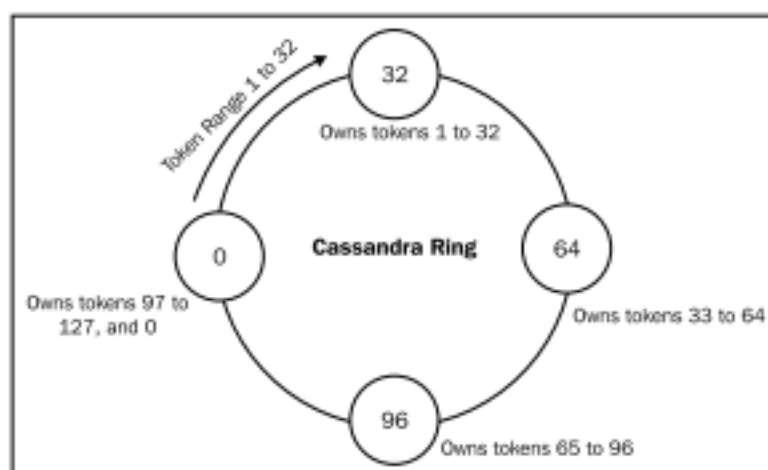 Token Range 1 to 32
32
Owns tokens 1 to 32
0
Cassandra Ring
64
Owns tokens 97 to
127, and 0
Owns tokens 33 to 64
96
Owns tokens 65 to 96